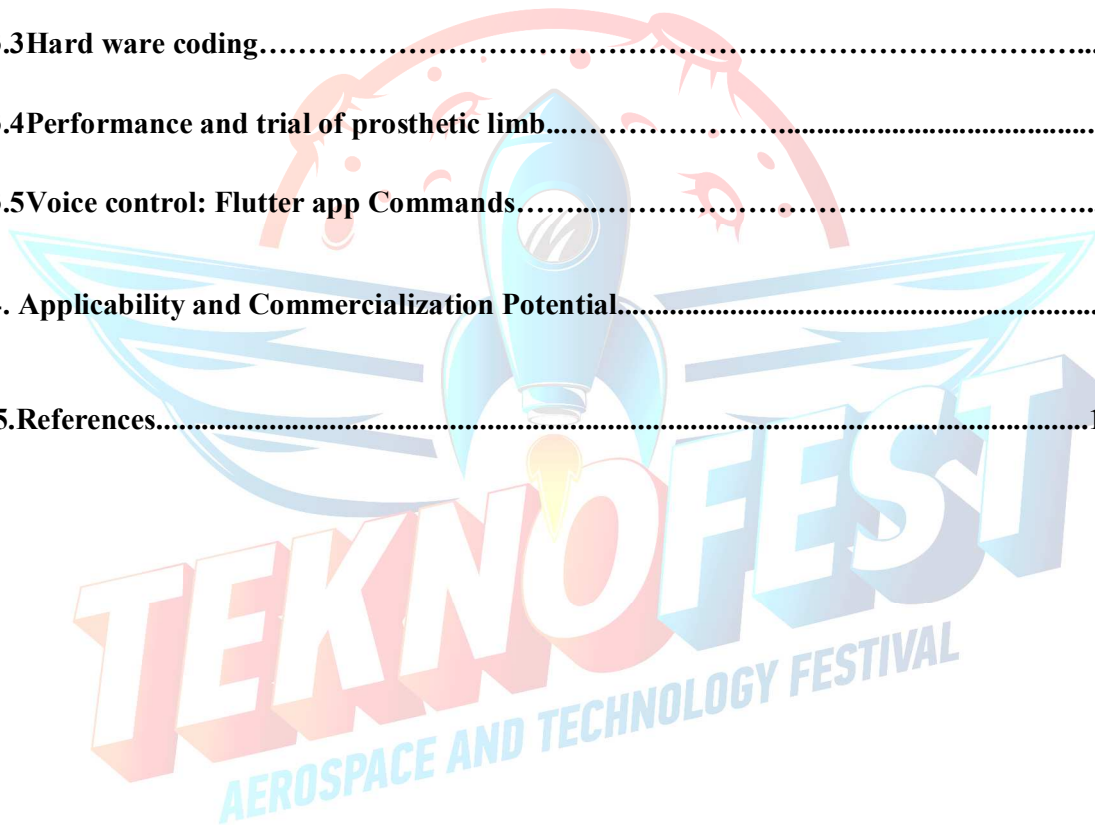 .3Hard ware coding……………………………………………………………………….…...
.4Performance and trial of prosthetic limb...…………………..........................................
.5Voice control: Flutter app Commands……...………………….…………………………...
. Applicability and Commercialization Potential...............................................................
5.References...........................................................................................................................1
TEKNOFEST
AEROSPACE AND TECHNOLOGY FESTIVAL